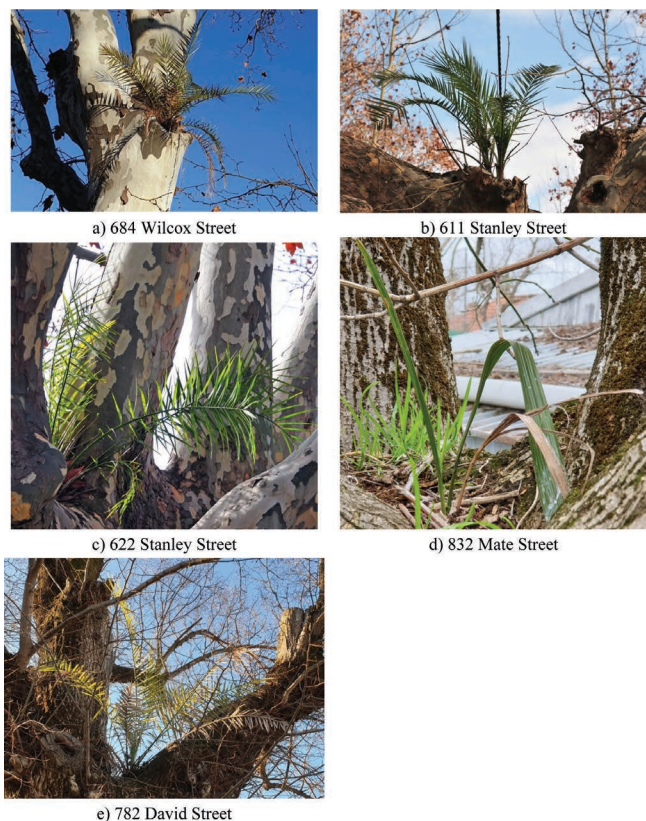 a) 684 Wilcox Street
b) 611 Stanley Street
c) 622 Stanley Street
d) 832 Mate Street
e) 782 David Street